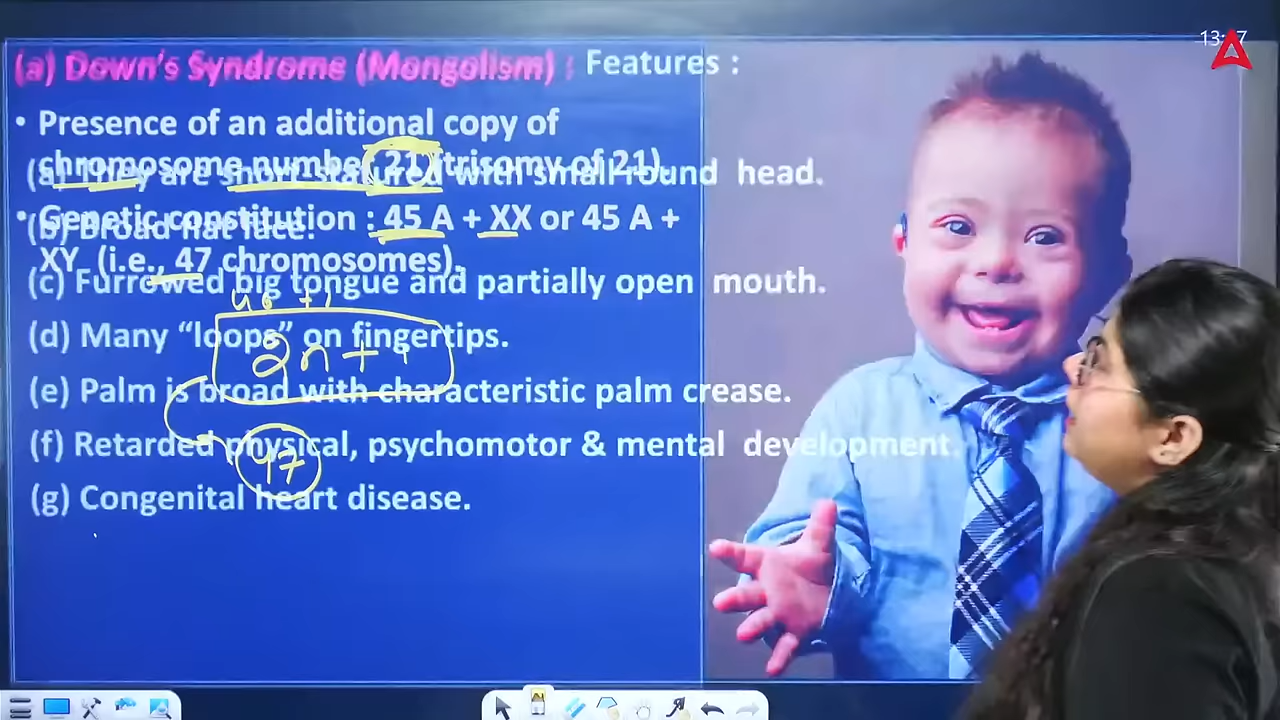 (a) Down's Syndrome (Mongolism) : Features :
• Presence of an additional copy of
chromosome number 21 (trisomy of 21).
(a) They are short statured with small round head.
• Genetic constitution : 45 A + XX or 45 A +
(b) Broad flat face.
XY (i.e., 47 chromosomes).
(c) Furrowed big tongue and partially open mouth.
46 + 1
(d) Many “loops” on fingertips.
2n + 1
(e) Palm is broad with characteristic palm crease.
(f) Retarded physical, psychomotor & mental development.
47
(g) Congenital heart disease.